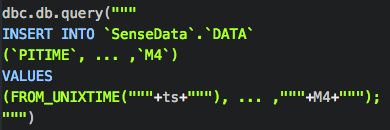 dbc.db.query("""
INSERT INTO `SenseData`.`DATA`
(`PITIME`, ... ,`M4`)
VALUES
(FROM_UNIXTIME("""+ts+"""), ... ,"""+M4+""");
""")